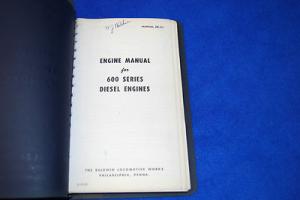 ENGINE MANUAL
for
600 SERIES
DIESEL ENGINES
THE BALDWIN LOCOMOTIVE WORKS
PHILADELPHIA, PENNA.